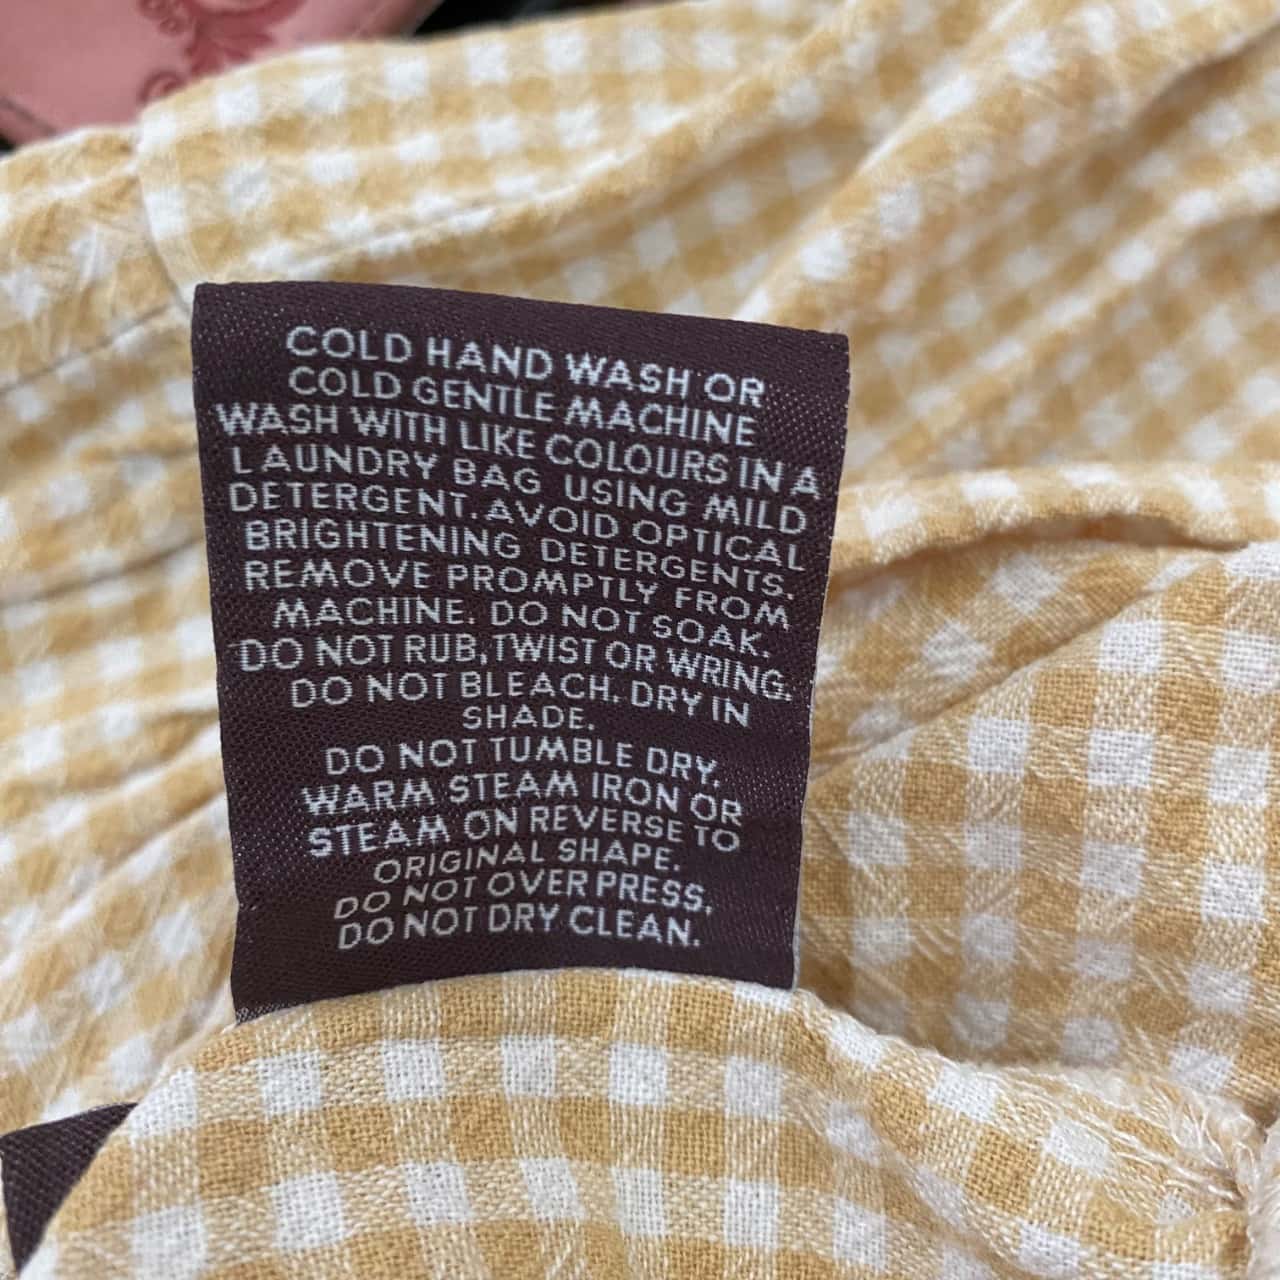 COLD HAND WASH OR
COLD GENTLE MACHINE
WASH WITH LIKE COLOURS IN A
LAUNDRY BAG USING MILD
DETERGENT. AVOID OPTICAL
BRIGHTENING DETERGENTS.
REMOVE PROMPTLY FROM
MACHINE. DO NOT SOAK.
DO NOT RUB, TWIST OR WRING.
DO NOT BLEACH. DRY IN
SHADE.
DO NOT TUMBLE DRY,
WARM STEAM IRON OR
STEAM ON REVERSE TO
ORIGINAL SHAPE.
DO NOT OVER PRESS,
DO NOT DRY CLEAN.